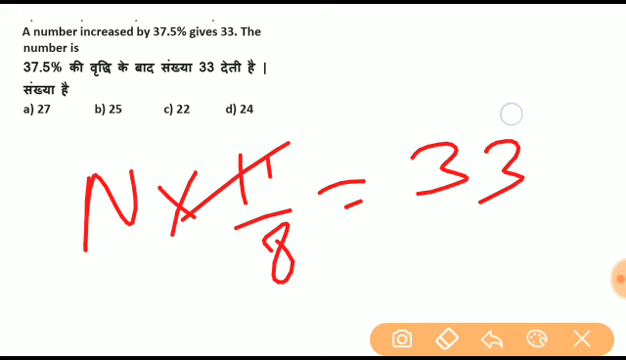 A number increased by 37.5% gives 33. The
number is
37.5% की वृद्धि के बाद संख्या 33 देती है |
संख्या है
a) 27 b) 25 c) 22 d) 24
N × 11/8 = 33